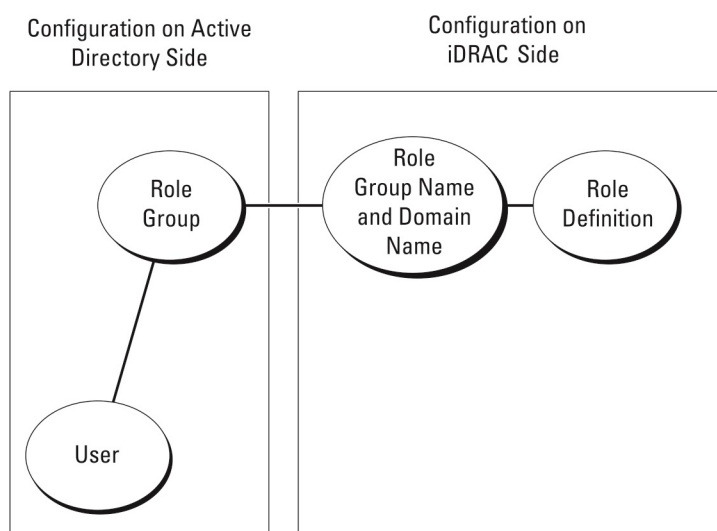 Configuration on Active
Directory Side
Configuration on
iDRAC Side
Role
Group
Role
Group Name
and Domain
Name
Role
Definition
User